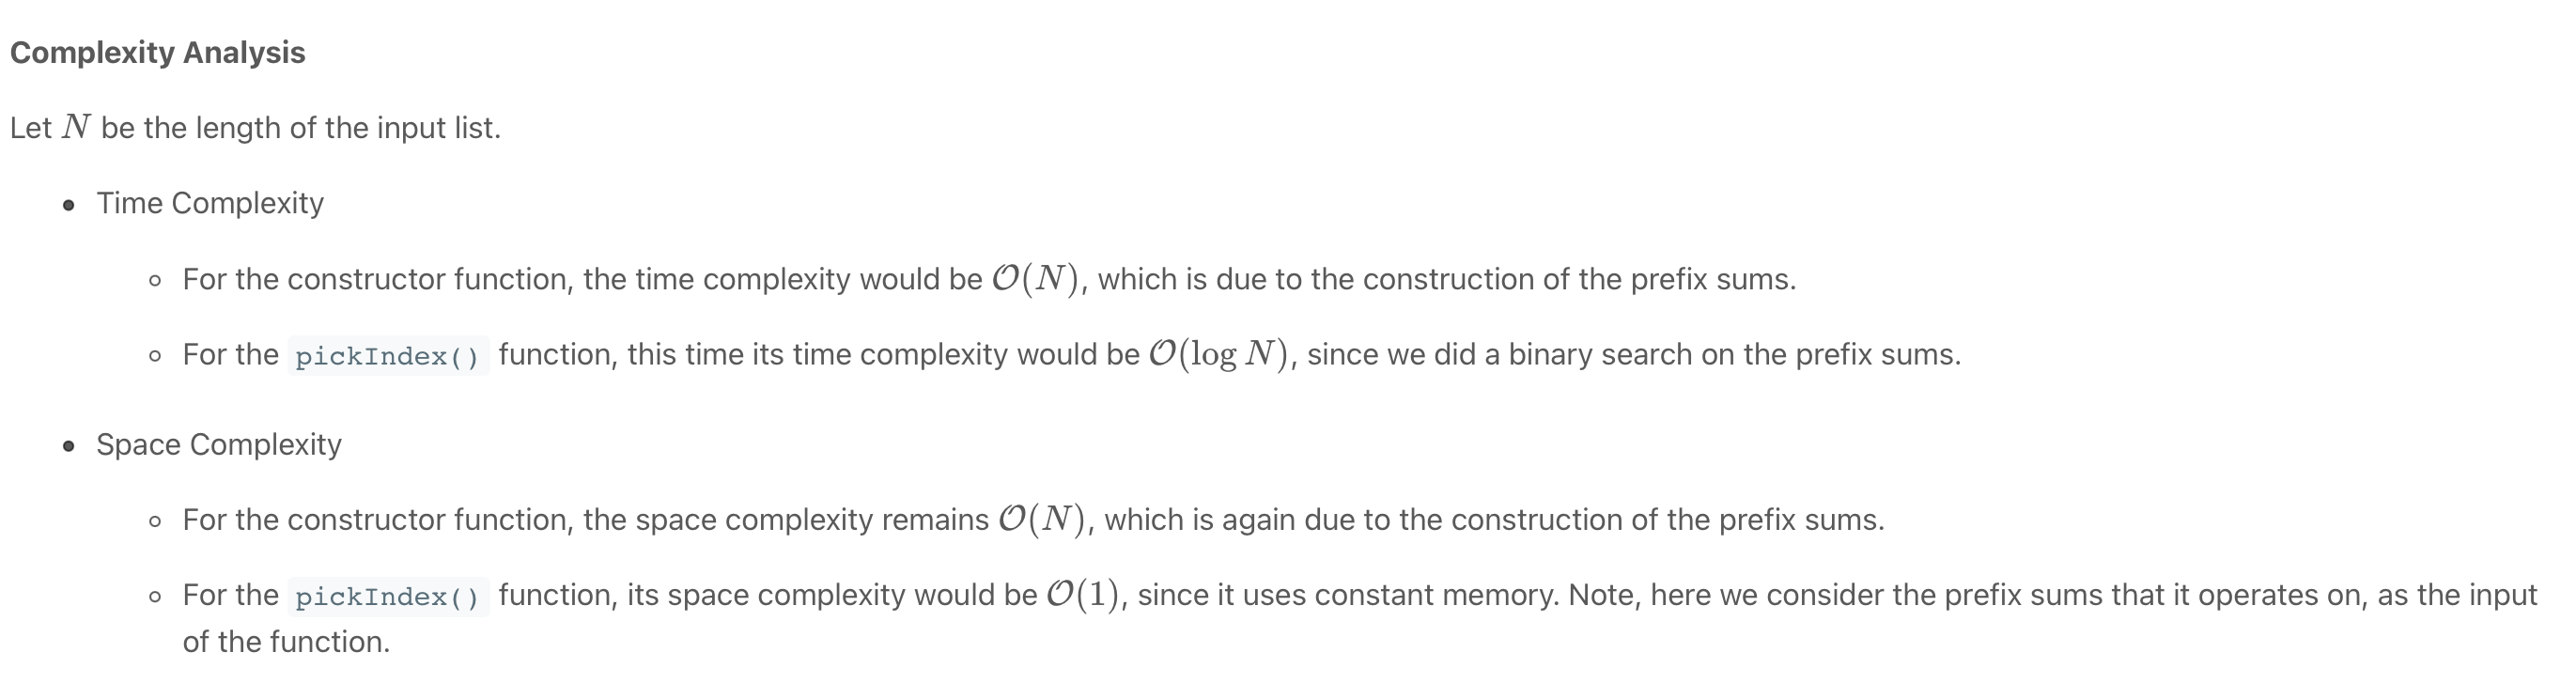 Complexity Analysis
Let N be the length of the input list.
• Time Complexity
◦ For the constructor function, the time complexity would be O(N), which is due to the construction of the prefix sums.
◦ For the pickIndex() function, this time its time complexity would be O(log N), since we did a binary search on the prefix sums.
• Space Complexity
◦ For the constructor function, the space complexity remains O(N), which is again due to the construction of the prefix sums.
◦ For the pickIndex() function, its space complexity would be O(1), since it uses constant memory. Note, here we consider the prefix sums that it operates on, as the input
of the function.